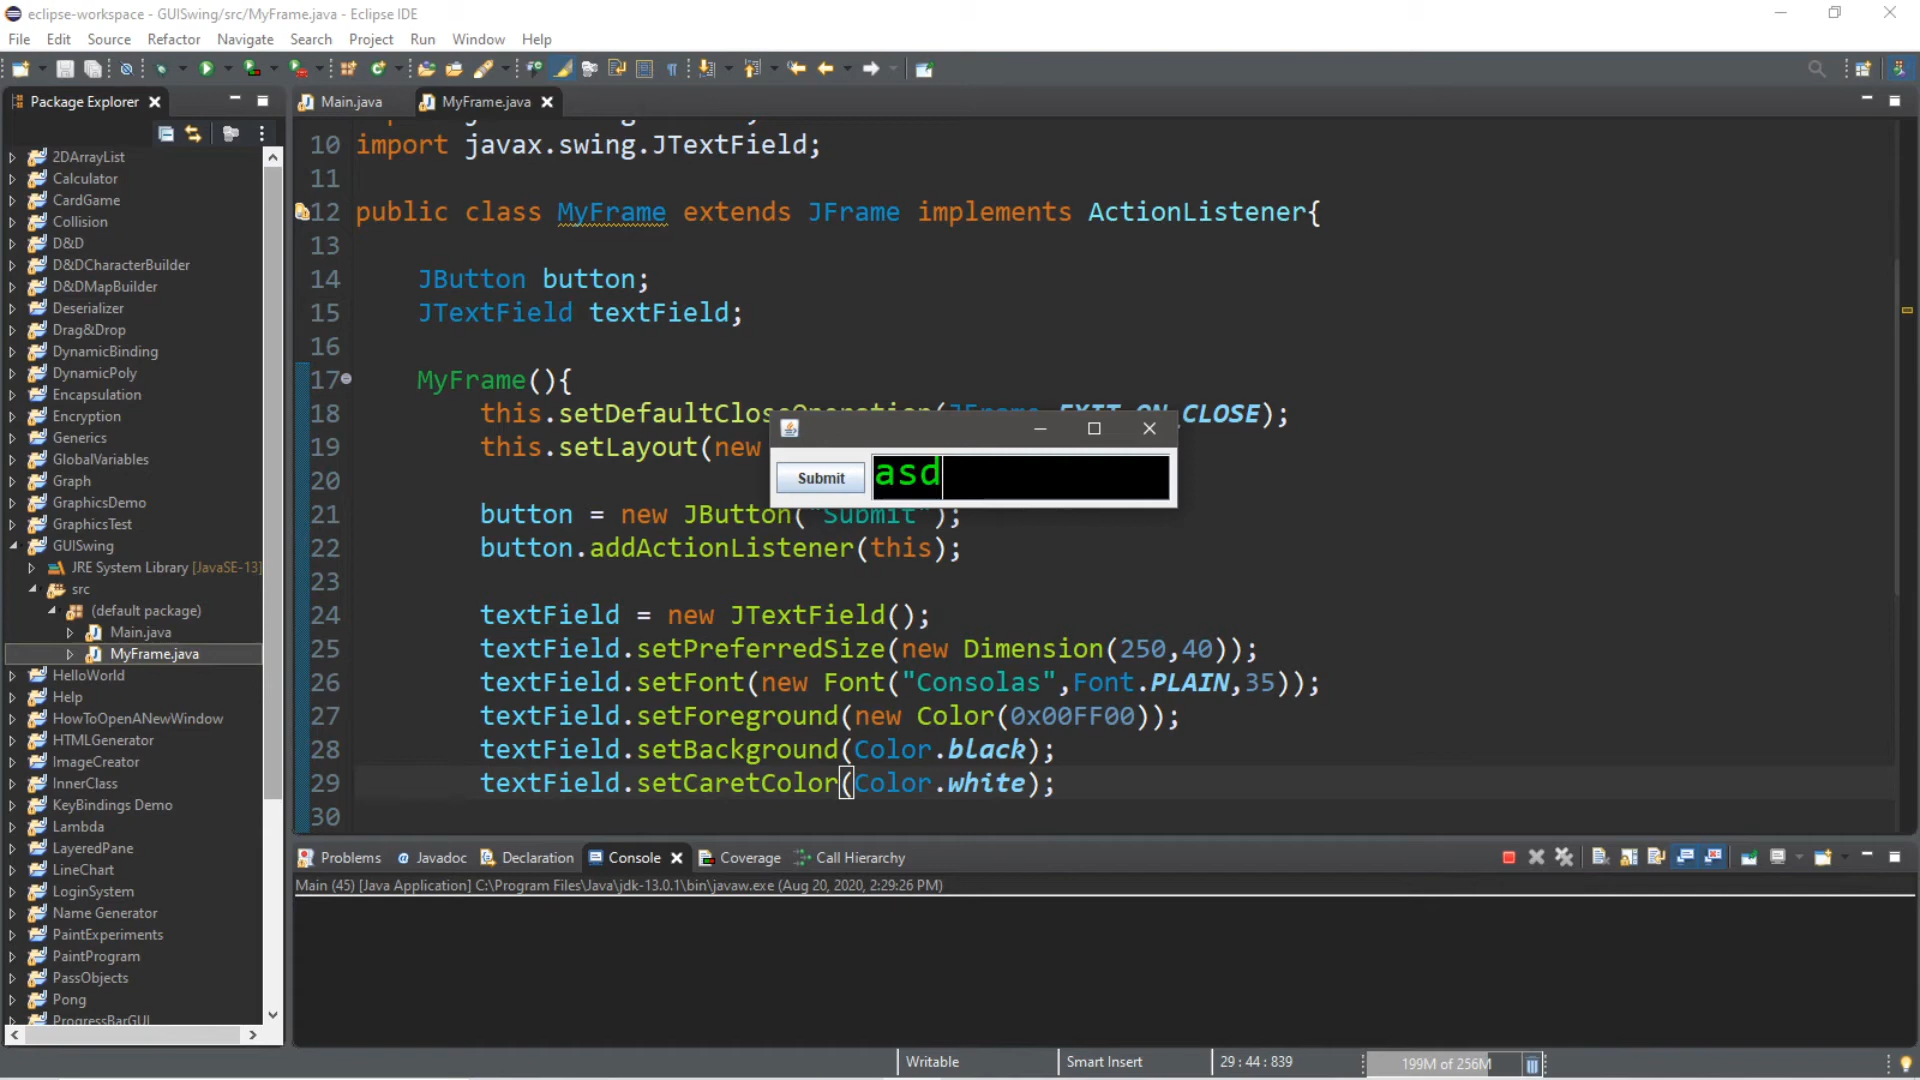 eclipse-workspace - GUISwing/src/MyFrame.java - Eclipse IDE
File Edit Source Refactor Navigate Search Project Run Window Help
Package Explorer
Main.java
MyFrame.java
2DArrayList
Calculator
CardGame
Collision
D&D
D&DCharacterBuilder
D&DMapBuilder
Deserializer
Drag&Drop
DynamicBinding
DynamicPoly
Encapsulation
Encryption
Generics
GlobalVariables
Graph
GraphicsDemo
GraphicsTest
GUISwing
JRE System Library [JavaSE-13]
src
(default package)
Main.java
MyFrame.java
HelloWorld
Help
HowToOpenANewWindow
HTMLGenerator
ImageCreator
InnerClass
KeyBindings Demo
Lambda
LayeredPane
LineChart
LoginSystem
Name Generator
PaintExperiments
PaintProgram
PassObjects
Pong
ProgressBarGUI
10 import javax.swing.JTextField;
11
12 public class MyFrame extends JFrame implements ActionListener{
13
14 JButton button;
15 JTextField textField;
16
17 MyFrame(){
18 this.setDefaultCloseOperation(JFrame.EXIT_ON_CLOSE);
19 this.setLayout(new
20
21 button = new JButton("Submit");
22 button.addActionListener(this);
23
24 textField = new JTextField();
25 textField.setPreferredSize(new Dimension(250,40));
26 textField.setFont(new Font("Consolas",Font.PLAIN,35));
27 textField.setForeground(new Color(0x00FF00));
28 textField.setBackground(Color.black);
29 textField.setCaretColor(Color.white);
30
Submit
asd
Problems Javadoc Declaration Console Coverage Call Hierarchy
Main (45) [Java Application] C:\Program Files\Java\jdk-13.0.1\bin\javaw.exe (Aug 20, 2020, 2:29:26 PM)
Writable Smart Insert 29 : 44 : 839 199M of 256M